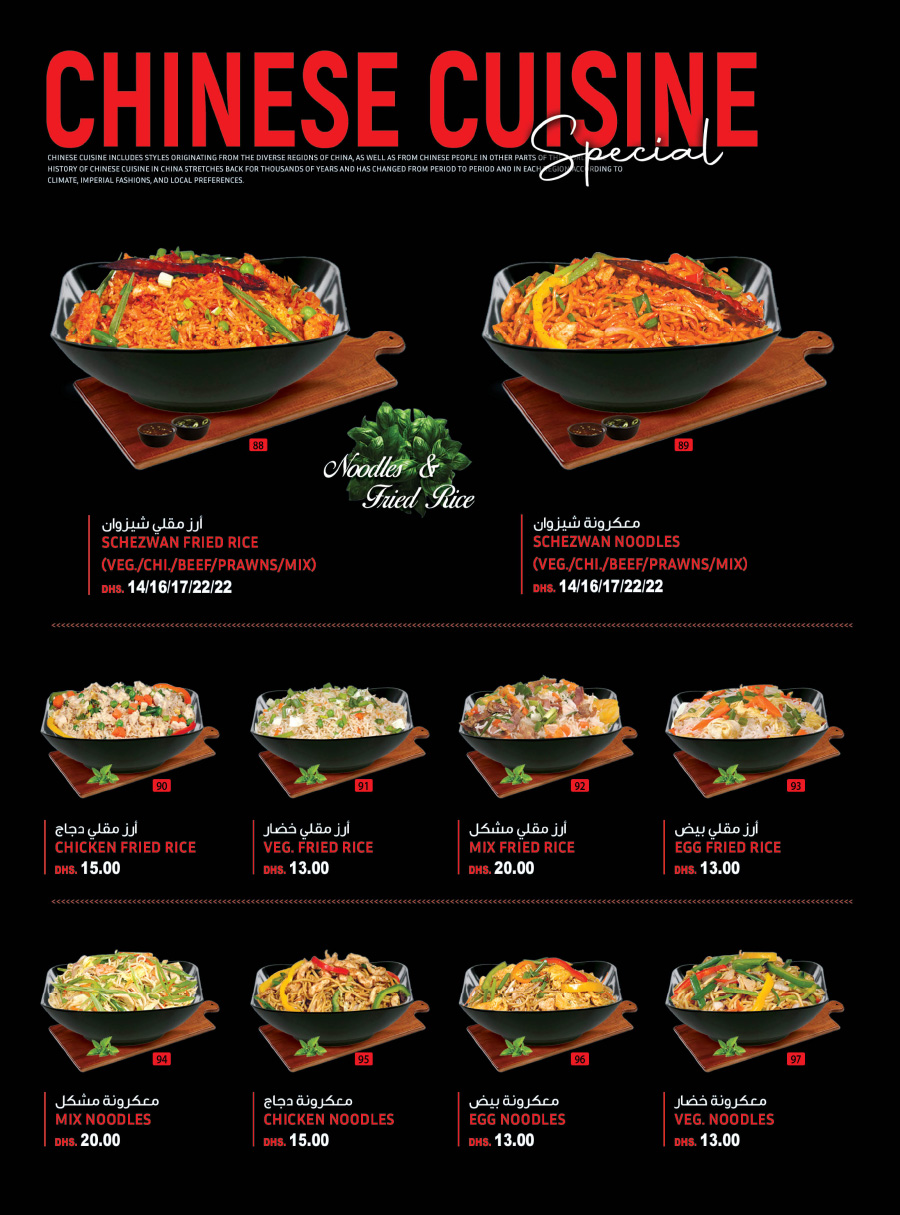 CHINESE CUISINE
Special
CHINESE CUISINE INCLUDES STYLES ORIGINATING FROM THE DIVERSE REGIONS OF CHINA, AS WELL AS FROM CHINESE PEOPLE IN OTHER PARTS OF
HISTORY OF CHINESE CUISINE IN CHINA STRETCHES BACK FOR THOUSANDS OF YEARS AND HAS CHANGED FROM PERIOD TO PERIOD AND IN EACH REGION ACCORDING TO
CLIMATE, IMPERIAL FASHIONS, AND LOCAL PREFERENCES.
88
89
Noodles &
Fried Rice
أرز مقلي شيزوان
SCHEZWAN FRIED RICE
(VEG./CHI./BEEF/PRAWNS/MIX)
DHS. 14/16/17/22/22
معكرونة شيزوان
SCHEZWAN NOODLES
(VEG./CHI./BEEF/PRAWNS/MIX)
DHS. 14/16/17/22/22
90
91
92
93
أرز مقلي دجاج
CHICKEN FRIED RICE
DHS. 15.00
أرز مقلي خضار
VEG. FRIED RICE
DHS. 13.00
أرز مقلي مشكل
MIX FRIED RICE
DHS. 20.00
أرز مقلي بيض
EGG FRIED RICE
DHS. 13.00
94
95
96
97
معكرونة مشكل
MIX NOODLES
DHS. 20.00
معكرونة دجاج
CHICKEN NOODLES
DHS. 15.00
معكرونة بيض
EGG NOODLES
DHS. 13.00
معكرونة خضار
VEG. NOODLES
DHS. 13.00